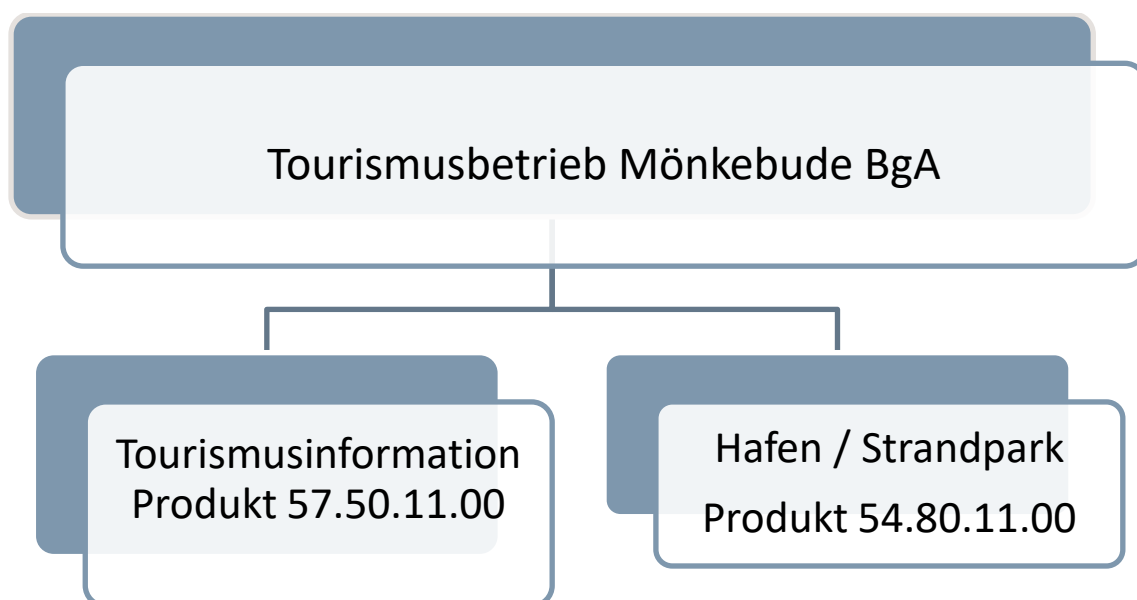 Tourismusbetrieb Mönkebude BgA
Tourismusinformation
Produkt 57.50.11.00
Hafen / Strandpark
Produkt 54.80.11.00